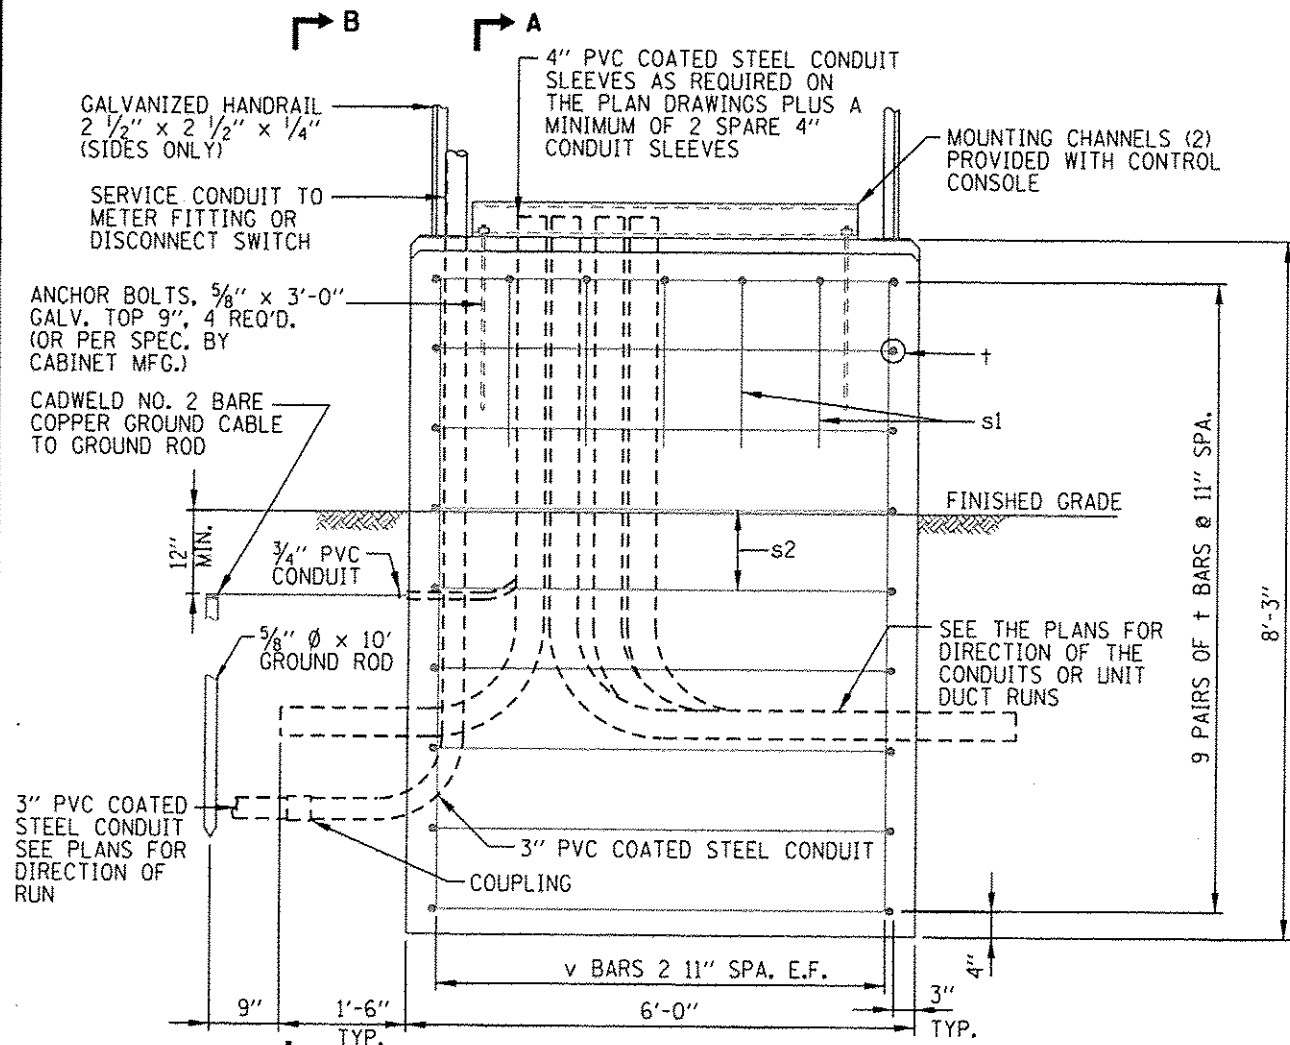 B
A
4" PVC COATED STEEL CONDUIT
SLEEVES AS REQUIRED ON
THE PLAN DRAWINGS PLUS A
MINIMUM OF 2 SPARE 4"
CONDUIT SLEEVES
GALVANIZED HANDRAIL
2 1/2" x 2 1/2" x 1/4"
(SIDES ONLY)
MOUNTING CHANNELS (2)
PROVIDED WITH CONTROL
CONSOLE
SERVICE CONDUIT TO
METER FITTING OR
DISCONNECT SWITCH
ANCHOR BOLTS, 5/8" x 3'-0"
GALV. TOP 9", 4 REQ'D.
(OR PER SPEC. BY
CABINET MFG.)
t
s1
CADWELD NO. 2 BARE
COPPER GROUND CABLE
TO GROUND ROD
FINISHED GRADE
12"
MIN.
s2
3/4" PVC
CONDUIT
5/8" Ø x 10'
GROUND ROD
SEE THE PLANS FOR
DIRECTION OF THE
CONDUITS OR UNIT
DUCT RUNS
9 PAIRS OF t BARS @ 11" SPA.
8'-3"
3" PVC COATED
STEEL CONDUIT
SEE PLANS FOR
DIRECTION OF
RUN
3" PVC COATED STEEL CONDUIT
COUPLING
4"
v BARS 2 11" SPA. E.F.
9"
1'-6"
TYP.
6'-0"
3"
TYP.